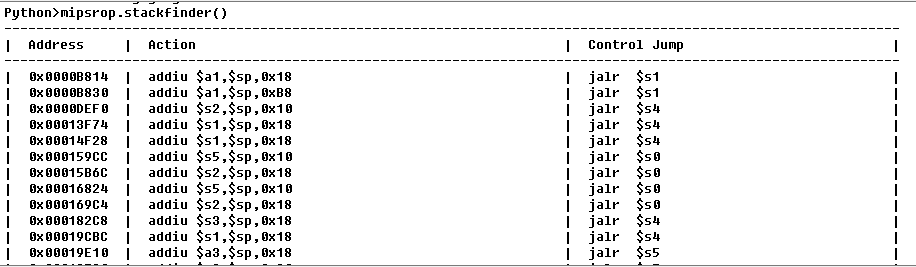 Python>mipsrop.stackfinder()
----------------------------------------------------------------------------------------------------------------
| Address | Action | Control Jump |
----------------------------------------------------------------------------------------------------------------
| 0x0000B814 | addiu $a1,$sp,0x18 | jalr $s1 |
| 0x0000B830 | addiu $a1,$sp,0xB8 | jalr $s1 |
| 0x0000DEF0 | addiu $s2,$sp,0x10 | jalr $s4 |
| 0x00013F74 | addiu $s1,$sp,0x18 | jalr $s4 |
| 0x00014F28 | addiu $s1,$sp,0x18 | jalr $s4 |
| 0x000159CC | addiu $s5,$sp,0x10 | jalr $s0 |
| 0x00015B6C | addiu $s2,$sp,0x18 | jalr $s0 |
| 0x00016824 | addiu $s5,$sp,0x10 | jalr $s0 |
| 0x000169C4 | addiu $s2,$sp,0x18 | jalr $s0 |
| 0x000182C8 | addiu $s3,$sp,0x18 | jalr $s4 |
| 0x00019CBC | addiu $s1,$sp,0x18 | jalr $s4 |
| 0x00019E10 | addiu $a3,$sp,0x18 | jalr $s5 |